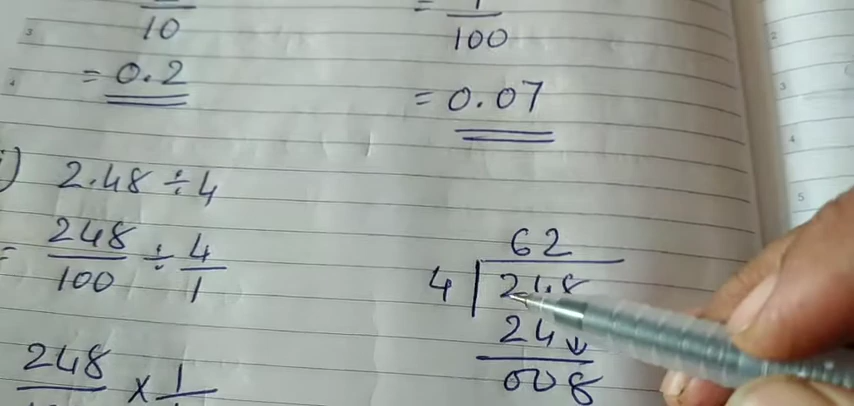 10
= 0.2
100
= 0.07
) 2.48 ÷ 4
= 248/100 ÷ 4/1
248 × 1
62
4 | 248
24 ↓
008